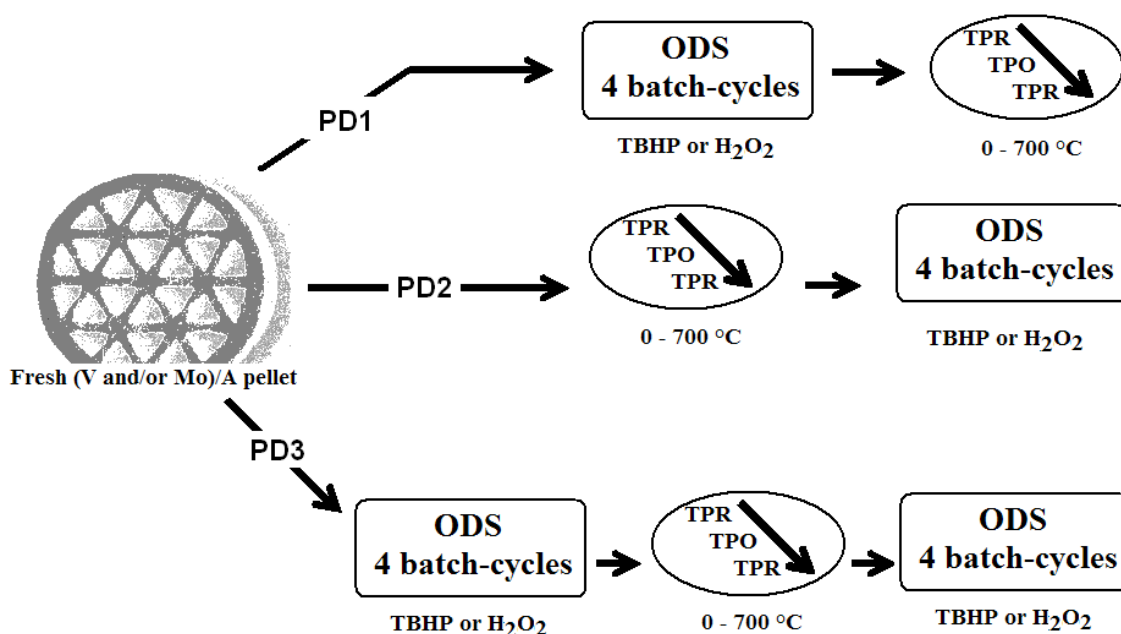 PD1
ODS
4 batch-cycles
TBHP or H₂O₂
TPR
TPO
TPR
0 - 700 °C
Fresh (V and/or Mo)/A pellet
PD2
TPR
TPO
TPR
0 - 700 °C
ODS
4 batch-cycles
TBHP or H₂O₂
PD3
ODS
4 batch-cycles
TBHP or H₂O₂
TPR
TPO
TPR
0 - 700 °C
ODS
4 batch-cycles
TBHP or H₂O₂